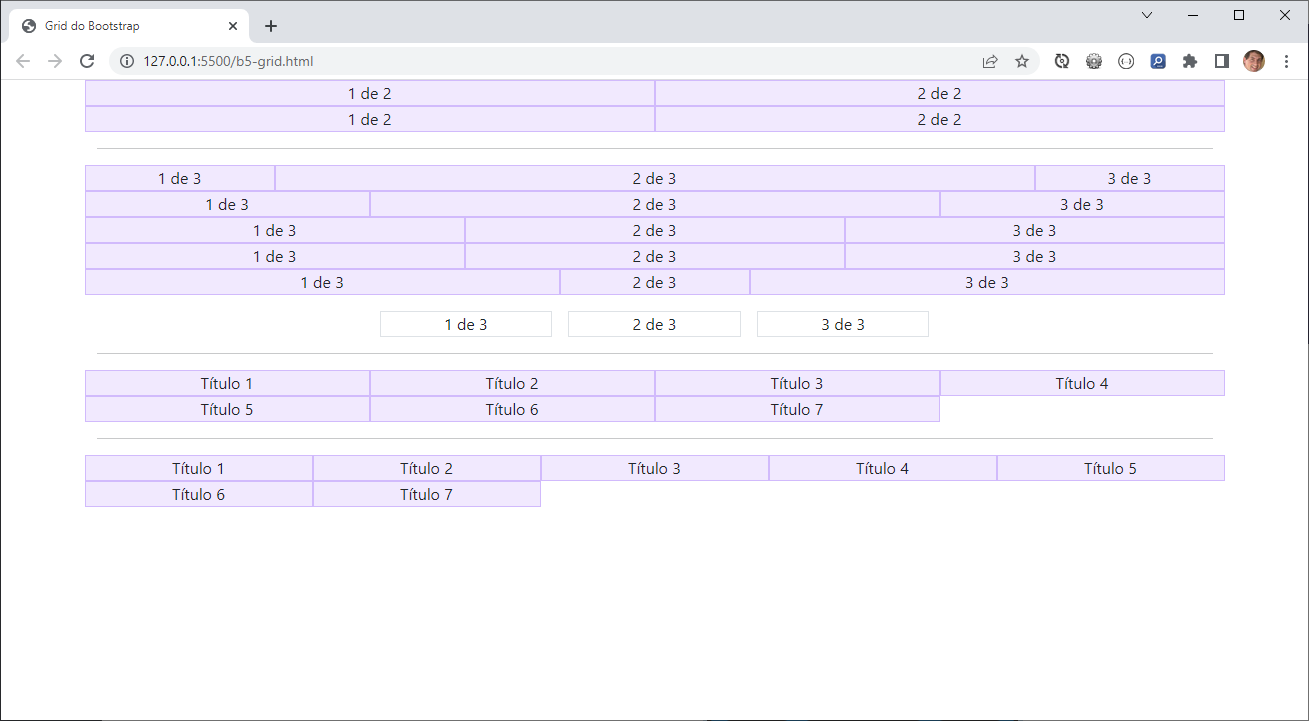 Grid do Bootstrap
127.0.0.1:5500/b5-grid.html
1 de 2 2 de 2
1 de 2 2 de 2
1 de 3 2 de 3 3 de 3
1 de 3 2 de 3 3 de 3
1 de 3 2 de 3 3 de 3
1 de 3 2 de 3 3 de 3
1 de 3 2 de 3 3 de 3
1 de 3 2 de 3 3 de 3
Título 1 Título 2 Título 3 Título 4
Título 5 Título 6 Título 7
Título 1 Título 2 Título 3 Título 4 Título 5
Título 6 Título 7